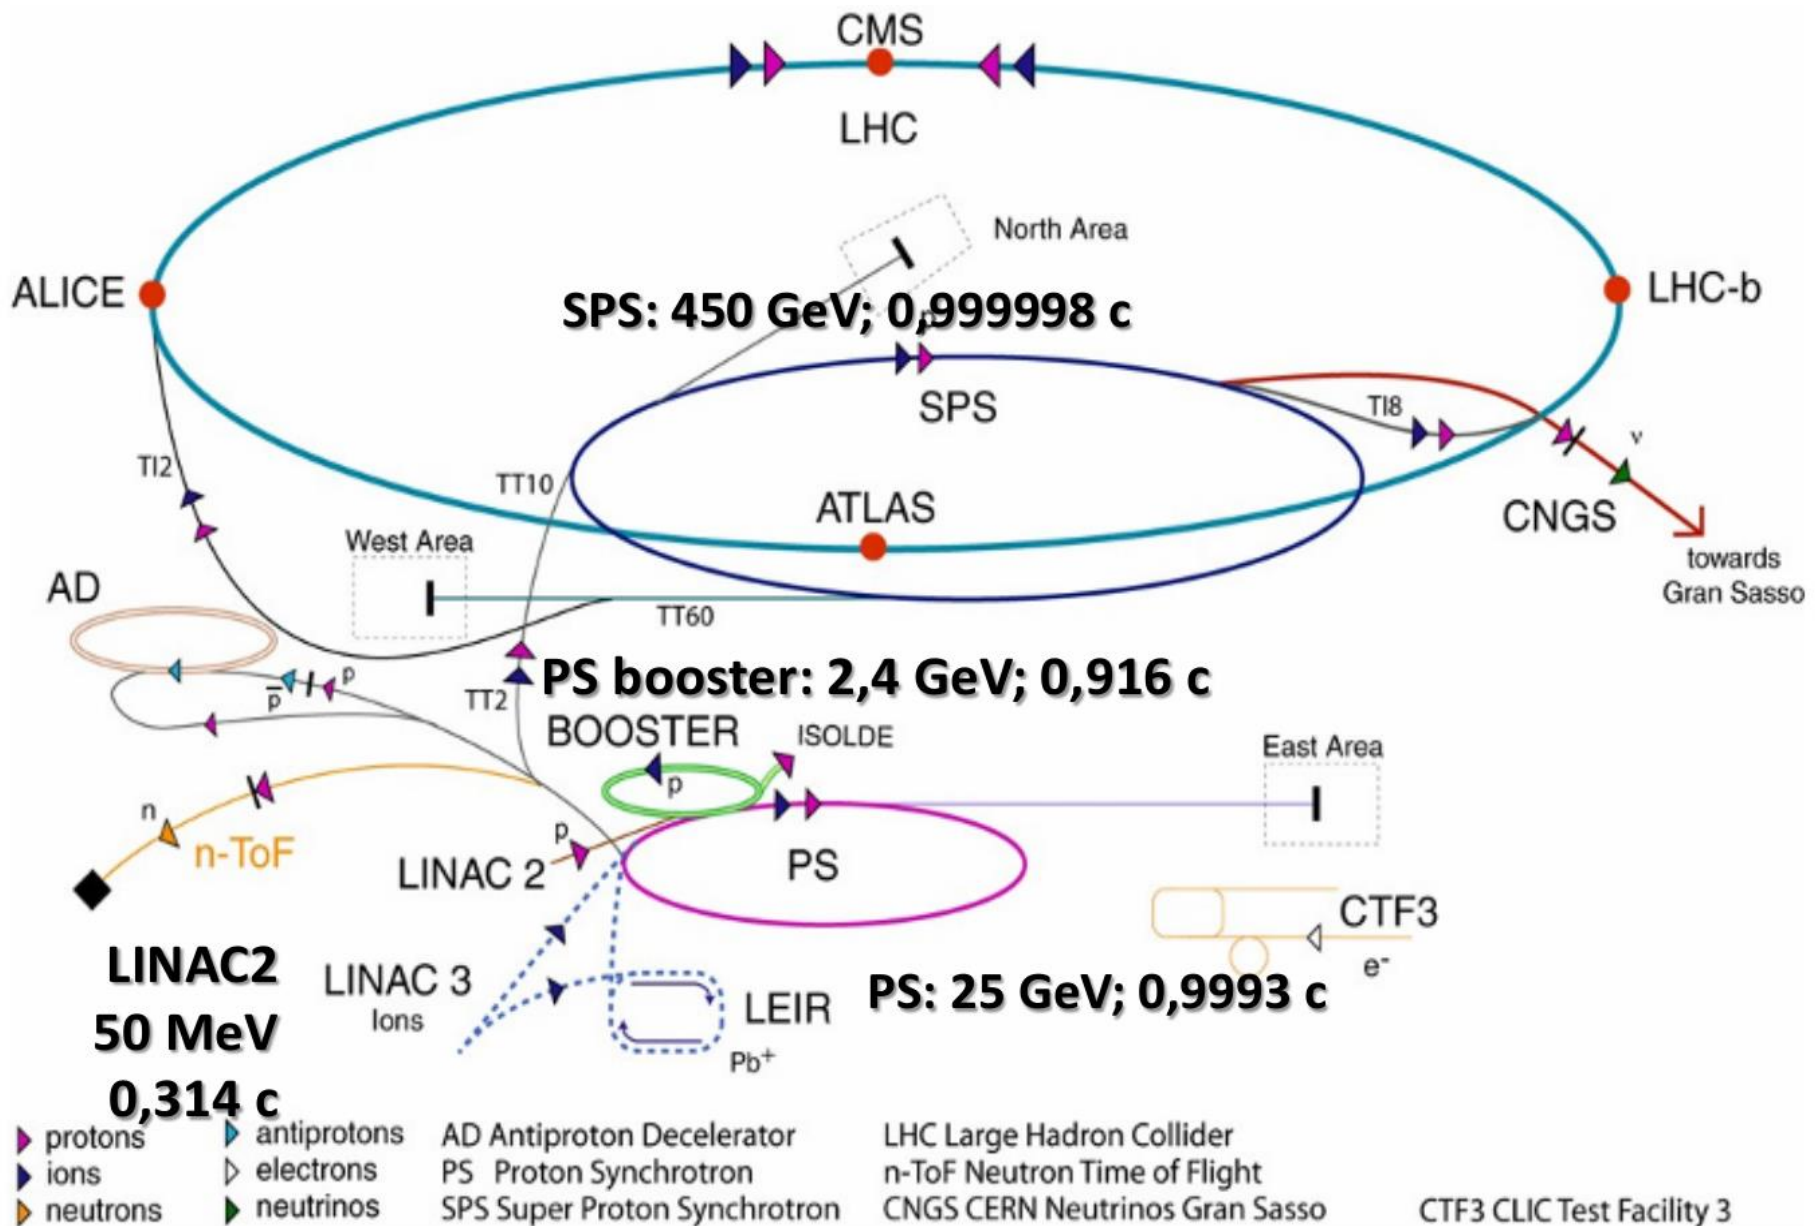 CMS
LHC
North Area
ALICE
LHC-b
SPS: 450 GeV; 0,999998 c
p
SPS
TI8
TI2
TT10
ν
ATLAS
CNGS
West Area
towards
Gran Sasso
AD
TT60
p
p̅
TT2
PS booster: 2,4 GeV; 0,916 c
BOOSTER
ISOLDE
East Area
p
n
n-ToF
p
LINAC 2
PS
CTF3
e-
LINAC2
50 MeV
0,314 c
LINAC 3
Ions
LEIR
Pb+
PS: 25 GeV; 0,9993 c
protons
ions
neutrons
antiprotons
electrons
neutrinos
AD Antiproton Decelerator
PS Proton Synchrotron
SPS Super Proton Synchrotron
LHC Large Hadron Collider
n-ToF Neutron Time of Flight
CNGS CERN Neutrinos Gran Sasso
CTF3 CLIC Test Facility 3